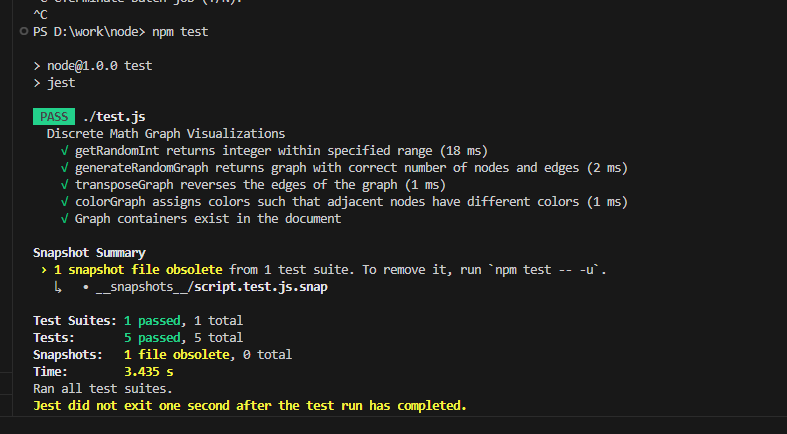 ^C
PS D:\work\node> npm test
> node@1.0.0 test
> jest
PASS ./test.js
Discrete Math Graph Visualizations
√ getRandomInt returns integer within specified range (18 ms)
√ generateRandomGraph returns graph with correct number of nodes and edges (2 ms)
√ transposeGraph reverses the edges of the graph (1 ms)
√ colorGraph assigns colors such that adjacent nodes have different colors (1 ms)
√ Graph containers exist in the document
Snapshot Summary
› 1 snapshot file obsolete from 1 test suite. To remove it, run `npm test -- -u`.
↳ • __snapshots__/script.test.js.snap
Test Suites: 1 passed, 1 total
Tests: 5 passed, 5 total
Snapshots: 1 file obsolete, 0 total
Time: 3.435 s
Ran all test suites.
Jest did not exit one second after the test run has completed.